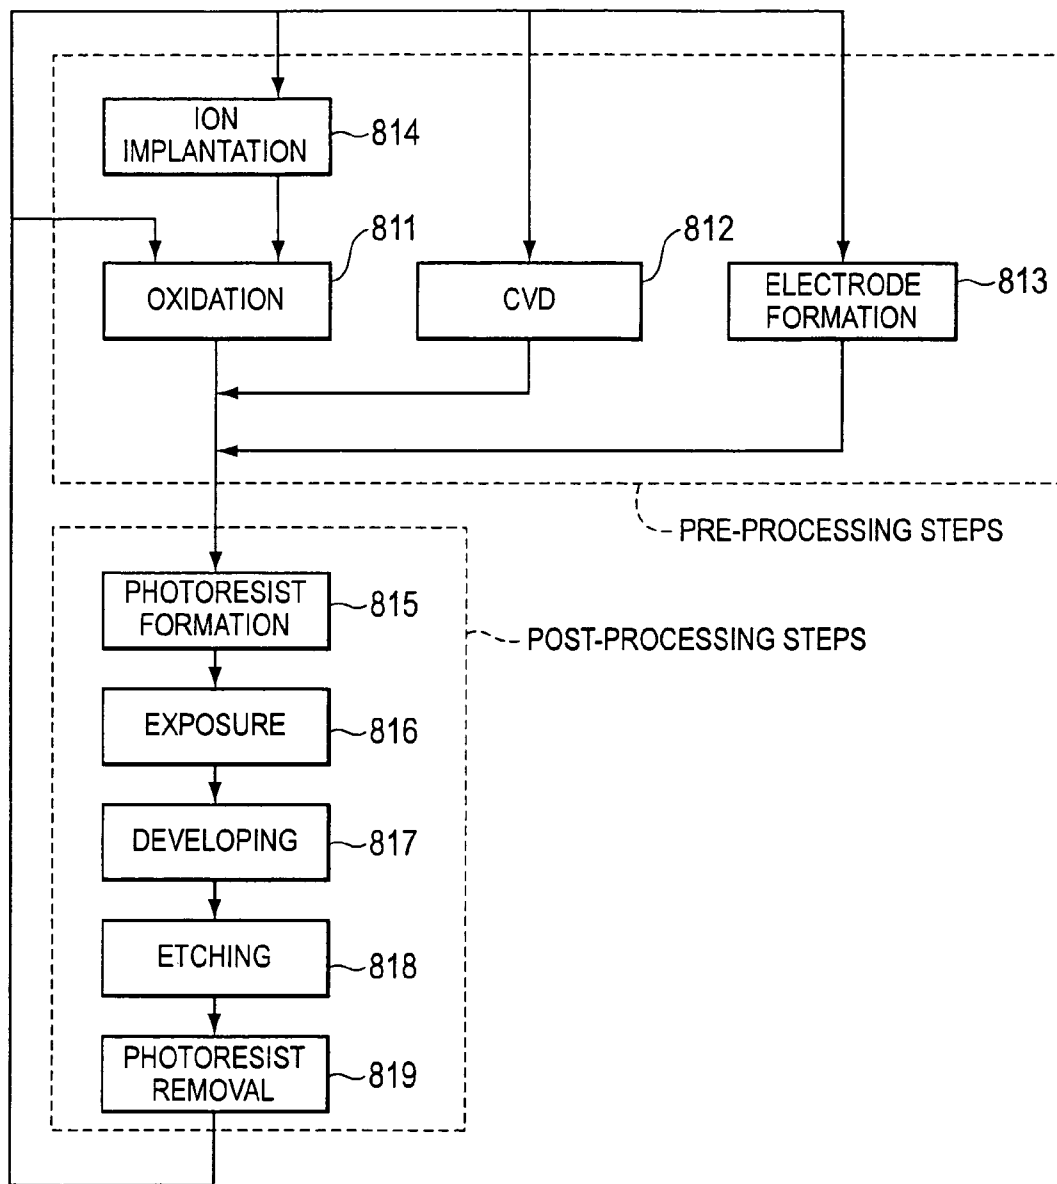 ION
IMPLANTATION
814
811
812
OXIDATION
CVD
ELECTRODE
FORMATION
813
PRE-PROCESSING STEPS
PHOTORESIST
FORMATION
815
POST-PROCESSING STEPS
EXPOSURE
816
DEVELOPING
817
ETCHING
818
PHOTORESIST
REMOVAL
819